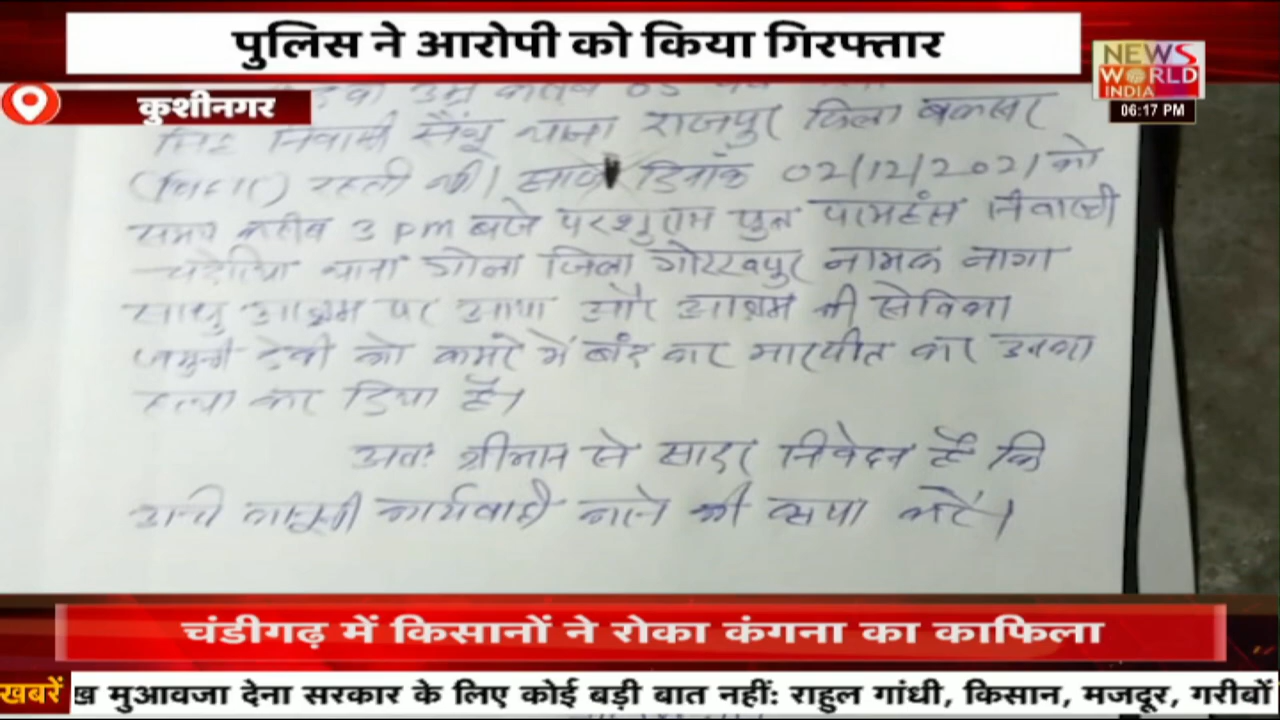 पुलिस ने आरोपी को किया गिरफ्तार
NEWS
WORLD
INDIA
06:17 PM
कुशीनगर
सिंह निवासी सैंथू थाना राजपुर जिला बक्सर
(बिहार) रहती थी। आज दिनाँक 02/12/2021 को
समय करीब 3 pm बजे परशुराम पुत्र परमहंस निवासी
थाना गोला जिला गोरखपुर नामक नागा
साधु आश्रम पर आया और आश्रम की सेविका
देवी को कमरे में बांद कर मारपीट कर उनका
हत्या कर दिया है।
अतः श्रीमान से सादर निवेदन है कि
कार्यवाही करने की कृपा करें।
चंडीगढ़ में किसानों ने रोका कंगना का काफिला
खबरें
ख मुआवजा देना सरकार के लिए कोई बड़ी बात नहीं: राहुल गांधी, किसान, मजदूर, गरीबों